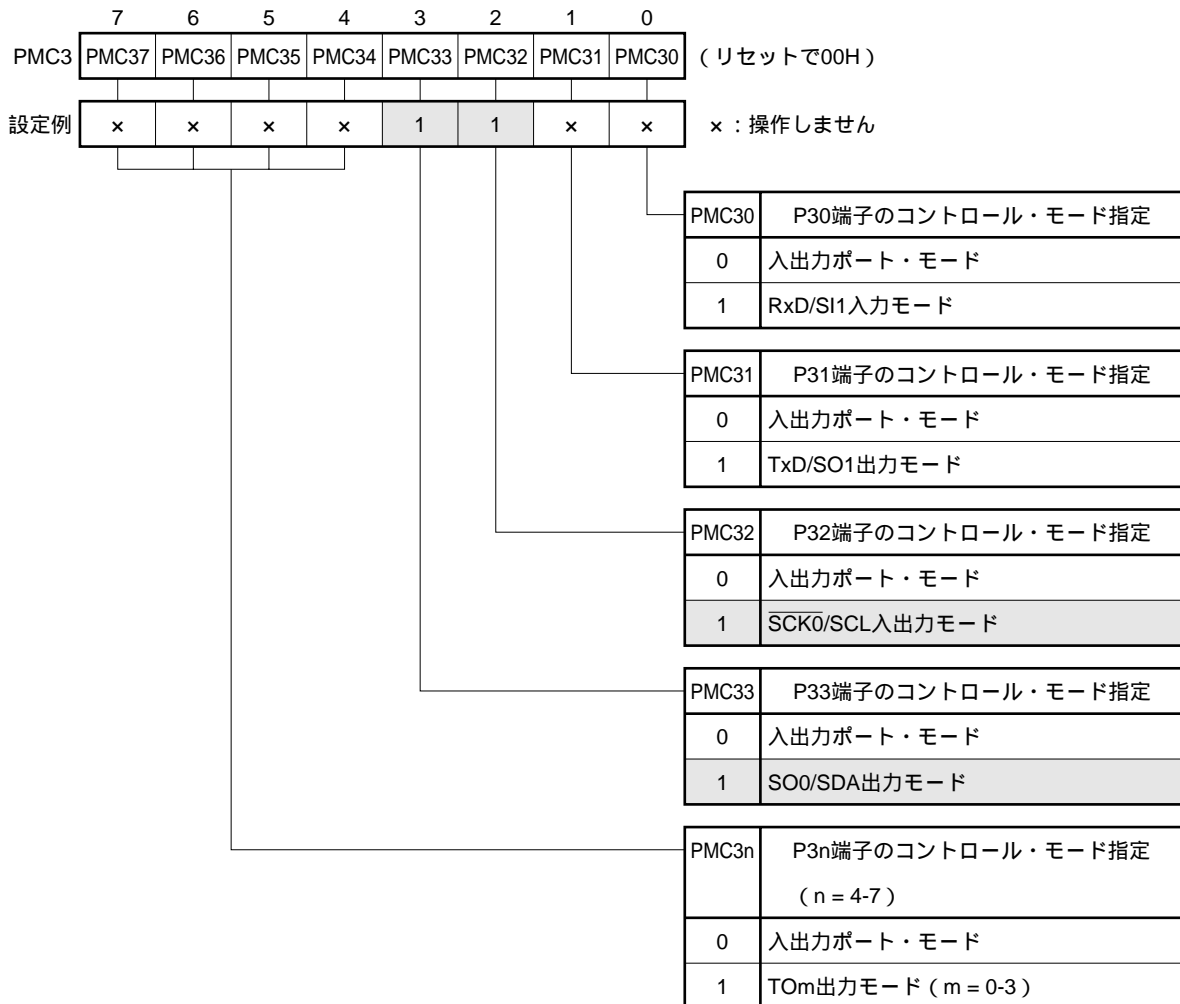 7 6 5 4 3 2 1 0
PMC3 PMC37 PMC36 PMC35 PMC34 PMC33 PMC32 PMC31 PMC30 （リセットで00H）
設定例 × × × × 1 1 × × ×：操作しません
PMC30 P30端子のコントロール・モード指定
0 入出力ポート・モード
1 RxD/SI1入力モード
PMC31 P31端子のコントロール・モード指定
0 入出力ポート・モード
1 TxD/SO1出力モード
PMC32 P32端子のコントロール・モード指定
0 入出力ポート・モード
1 S̅C̅K̅0̅/SCL入出力モード
PMC33 P33端子のコントロール・モード指定
0 入出力ポート・モード
1 SO0/SDA出力モード
PMC3n P3n端子のコントロール・モード指定
（n = 4-7）
0 入出力ポート・モード
1 TOm出力モード（m = 0-3）